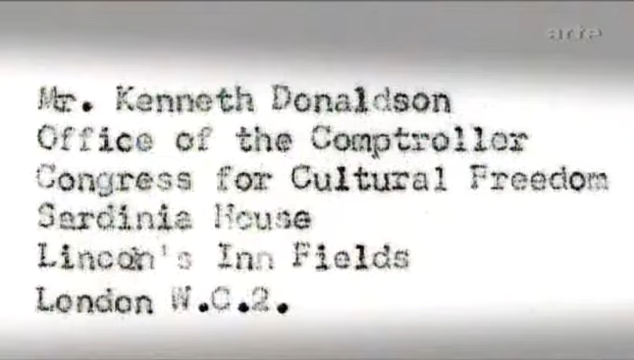 arte
Mr. Kenneth Donaldson
Office of the Comptroller
Congress for Cultural Freedom
Sardinia House
Lincoln's Inn Fields
London W.C.2.